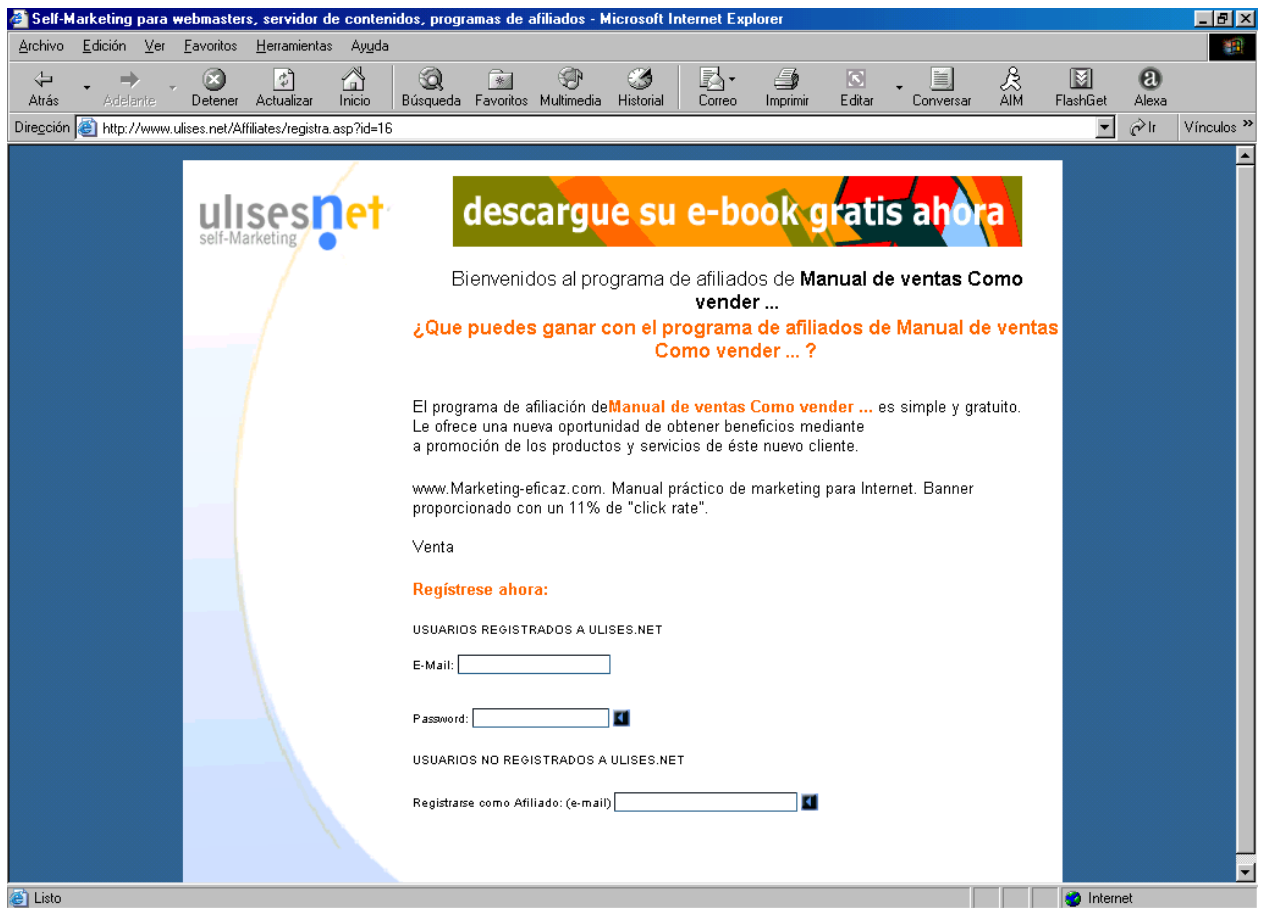 Self-Marketing para webmasters, servidor de contenidos, programas de afiliados - Microsoft Internet Explorer
Archivo Edición Ver Favoritos Herramientas Ayuda
Atrás Adelante Detener Actualizar Inicio Búsqueda Favoritos Multimedia Historial Correo Imprimir Editar Conversar AIM FlashGet Alexa
Dirección http://www.ulises.net/Affiliates/registra.asp?id=16 Ir Vínculos »
ulisesnet
self-Marketing
descargue su e-book gratis ahora
Bienvenidos al programa de afiliados de Manual de ventas Como
vender ...
¿Que puedes ganar con el programa de afiliados de Manual de ventas
Como vender ... ?
El programa de afiliación deManual de ventas Como vender ... es simple y gratuito.
Le ofrece una nueva oportunidad de obtener beneficios mediante
a promoción de los productos y servicios de éste nuevo cliente.
www.Marketing-eficaz.com. Manual práctico de marketing para Internet. Banner
proporcionado con un 11% de "click rate".
Venta
Regístrese ahora:
USUARIOS REGISTRADOS A ULISES.NET
E-Mail:
Password:
USUARIOS NO REGISTRADOS A ULISES.NET
Registrarse como Afiliado: (e-mail)
Listo Internet